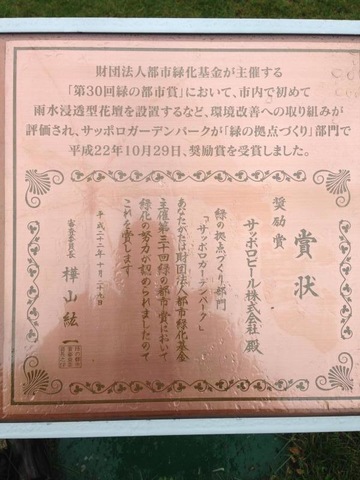 財団法人都市緑化基金が主催する
「第30回緑の都市賞」において、市内で初めて
雨水浸透型花壇を設置するなど、環境改善への取り組みが
評価され、サッポロガーデンパークが「緑の拠点づくり」部門で
平成22年10月29日、奨励賞を受賞しました。
賞状
奨励賞
サッポロビール株式会社殿
緑の拠点づくり部門
「サッポロガーデンパーク」
あなたがたは財団法人都市緑化基金
主催第三十回緑の都市賞において
緑化の努力が認められましたので
これを賞します
平成二十二年十月二十九日
審査委員長 樺山紘一